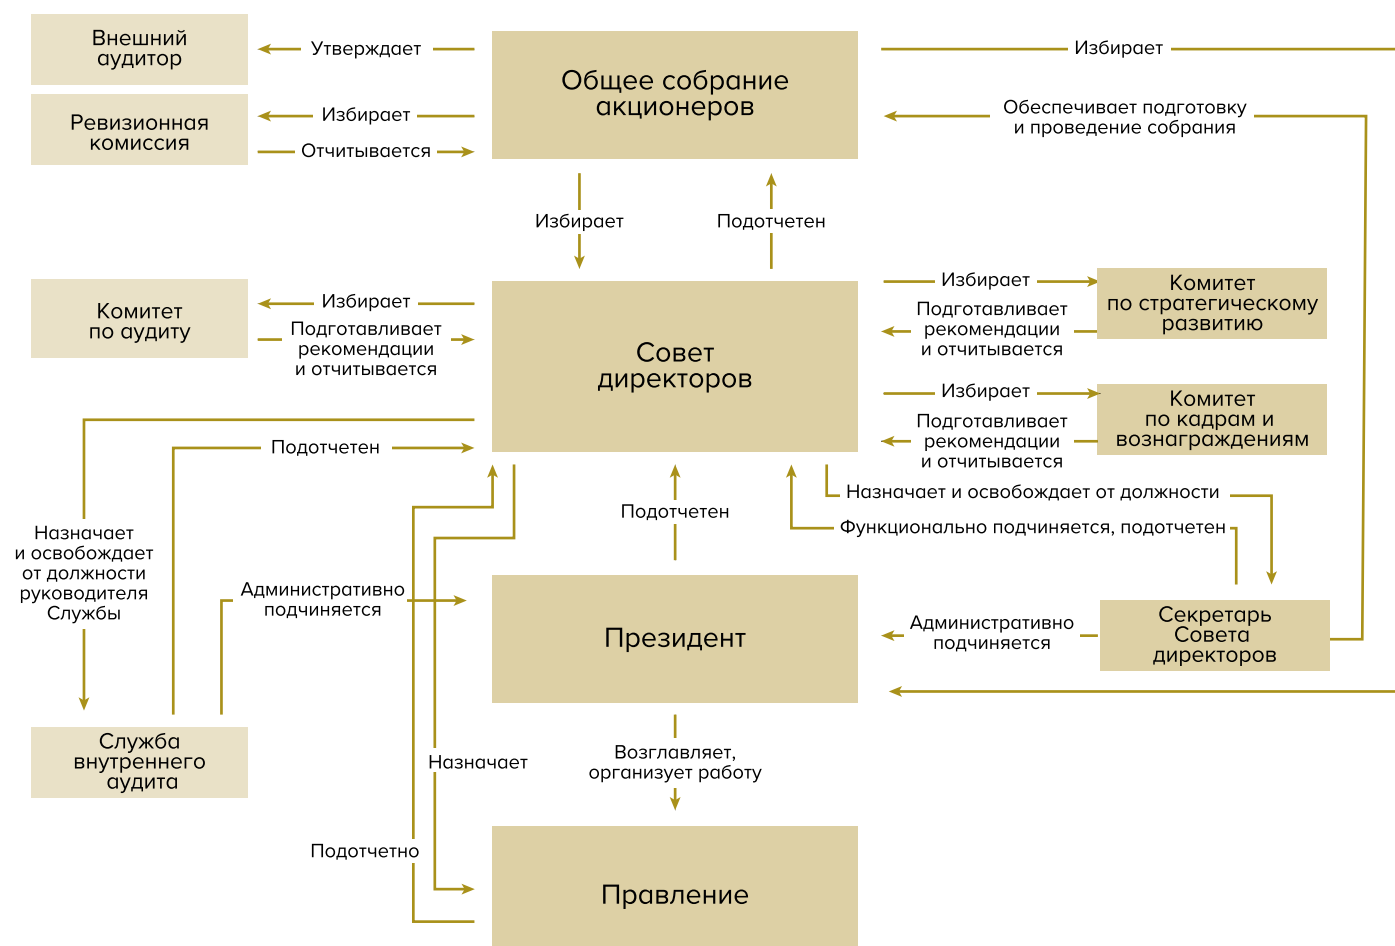 Внешний
аудитор
Утверждает
Общее собрание
акционеров
Избирает
Ревизионная
комиссия
Избирает
Отчитывается
Обеспечивает подготовку
и проведение собрания
Избирает
Подотчетен
Комитет
по аудиту
Избирает
Подготавливает
рекомендации
и отчитывается
Совет
директоров
Избирает
Подготавливает
рекомендации
и отчитывается
Комитет
по стратегическому
развитию
Избирает
Подготавливает
рекомендации
и отчитывается
Комитет
по кадрам и
вознаграждениям
Подотчетен
Назначает
и освобождает
от должности
руководителя
Службы
Подотчетен
Назначает и освобождает от должности
Функционально подчиняется, подотчетен
Административно
подчиняется
Президент
Административно
подчиняется
Секретарь
Совета
директоров
Служба
внутреннего
аудита
Назначает
Возглавляет,
организует работу
Подотчетно
Правление